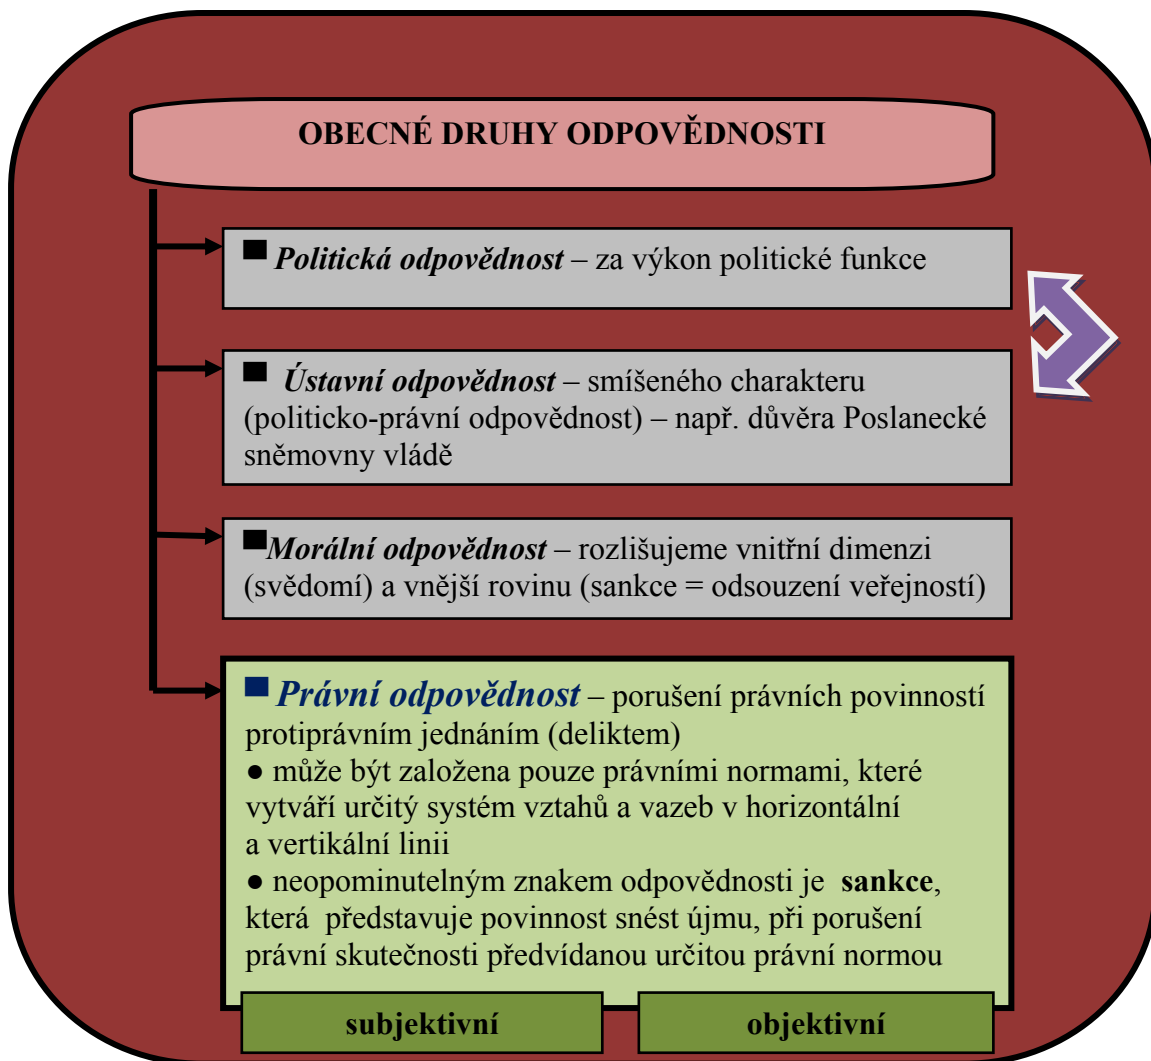 OBECNÉ DRUHY ODPOVĚDNOSTI
▀ Politická odpovědnost – za výkon politické funkce
▀ Ústavní odpovědnost – smíšeného charakteru
(politicko-právní odpovědnost) – např. důvěra Poslanecké
sněmovny vládě
▀Morální odpovědnost – rozlišujeme vnitřní dimenzi
(svědomí) a vnější rovinu (sankce = odsouzení veřejností)
▀ Právní odpovědnost – porušení právních povinností
protiprávním jednáním (deliktem)
● může být založena pouze právními normami, které
vytváří určitý systém vztahů a vazeb v horizontální
a vertikální linii
● neopominutelným znakem odpovědnosti je sankce,
která představuje povinnost snést újmu, při porušení
právní skutečnosti předvídanou určitou právní normou
subjektivní
objektivní